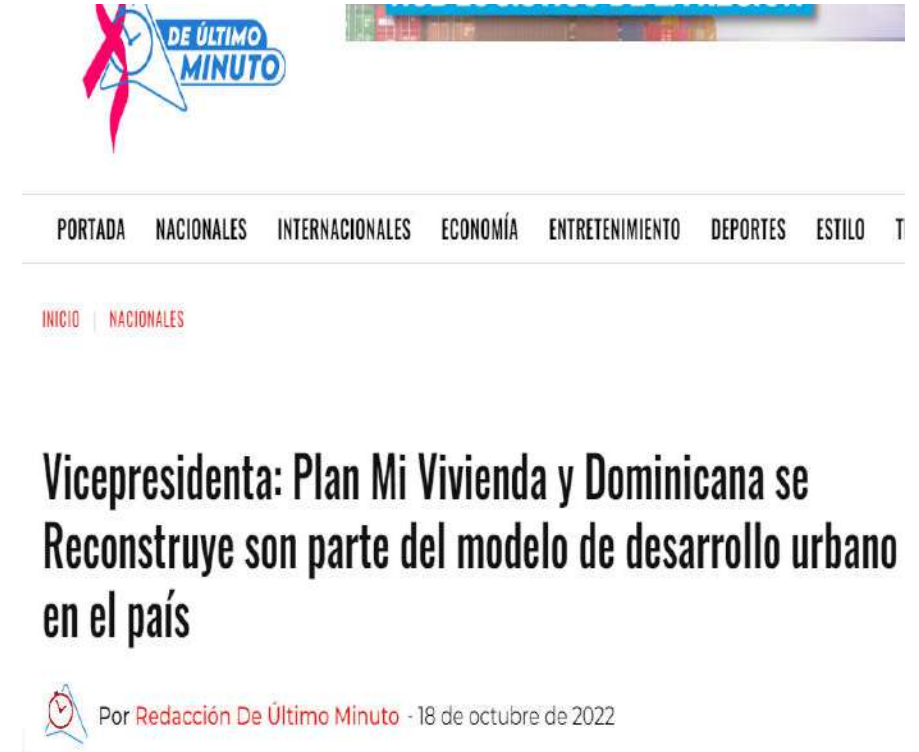 DE ÚLTIMO
MINUTO
PORTADA NACIONALES INTERNACIONALES ECONOMÍA ENTRETENIMIENTO DEPORTES ESTILO
INICIO | NACIONALES
Vicepresidenta: Plan Mi Vivienda y Dominicana se
Reconstruye son parte del modelo de desarrollo urbano
en el país
Por Redacción De Último Minuto - 18 de octubre de 2022